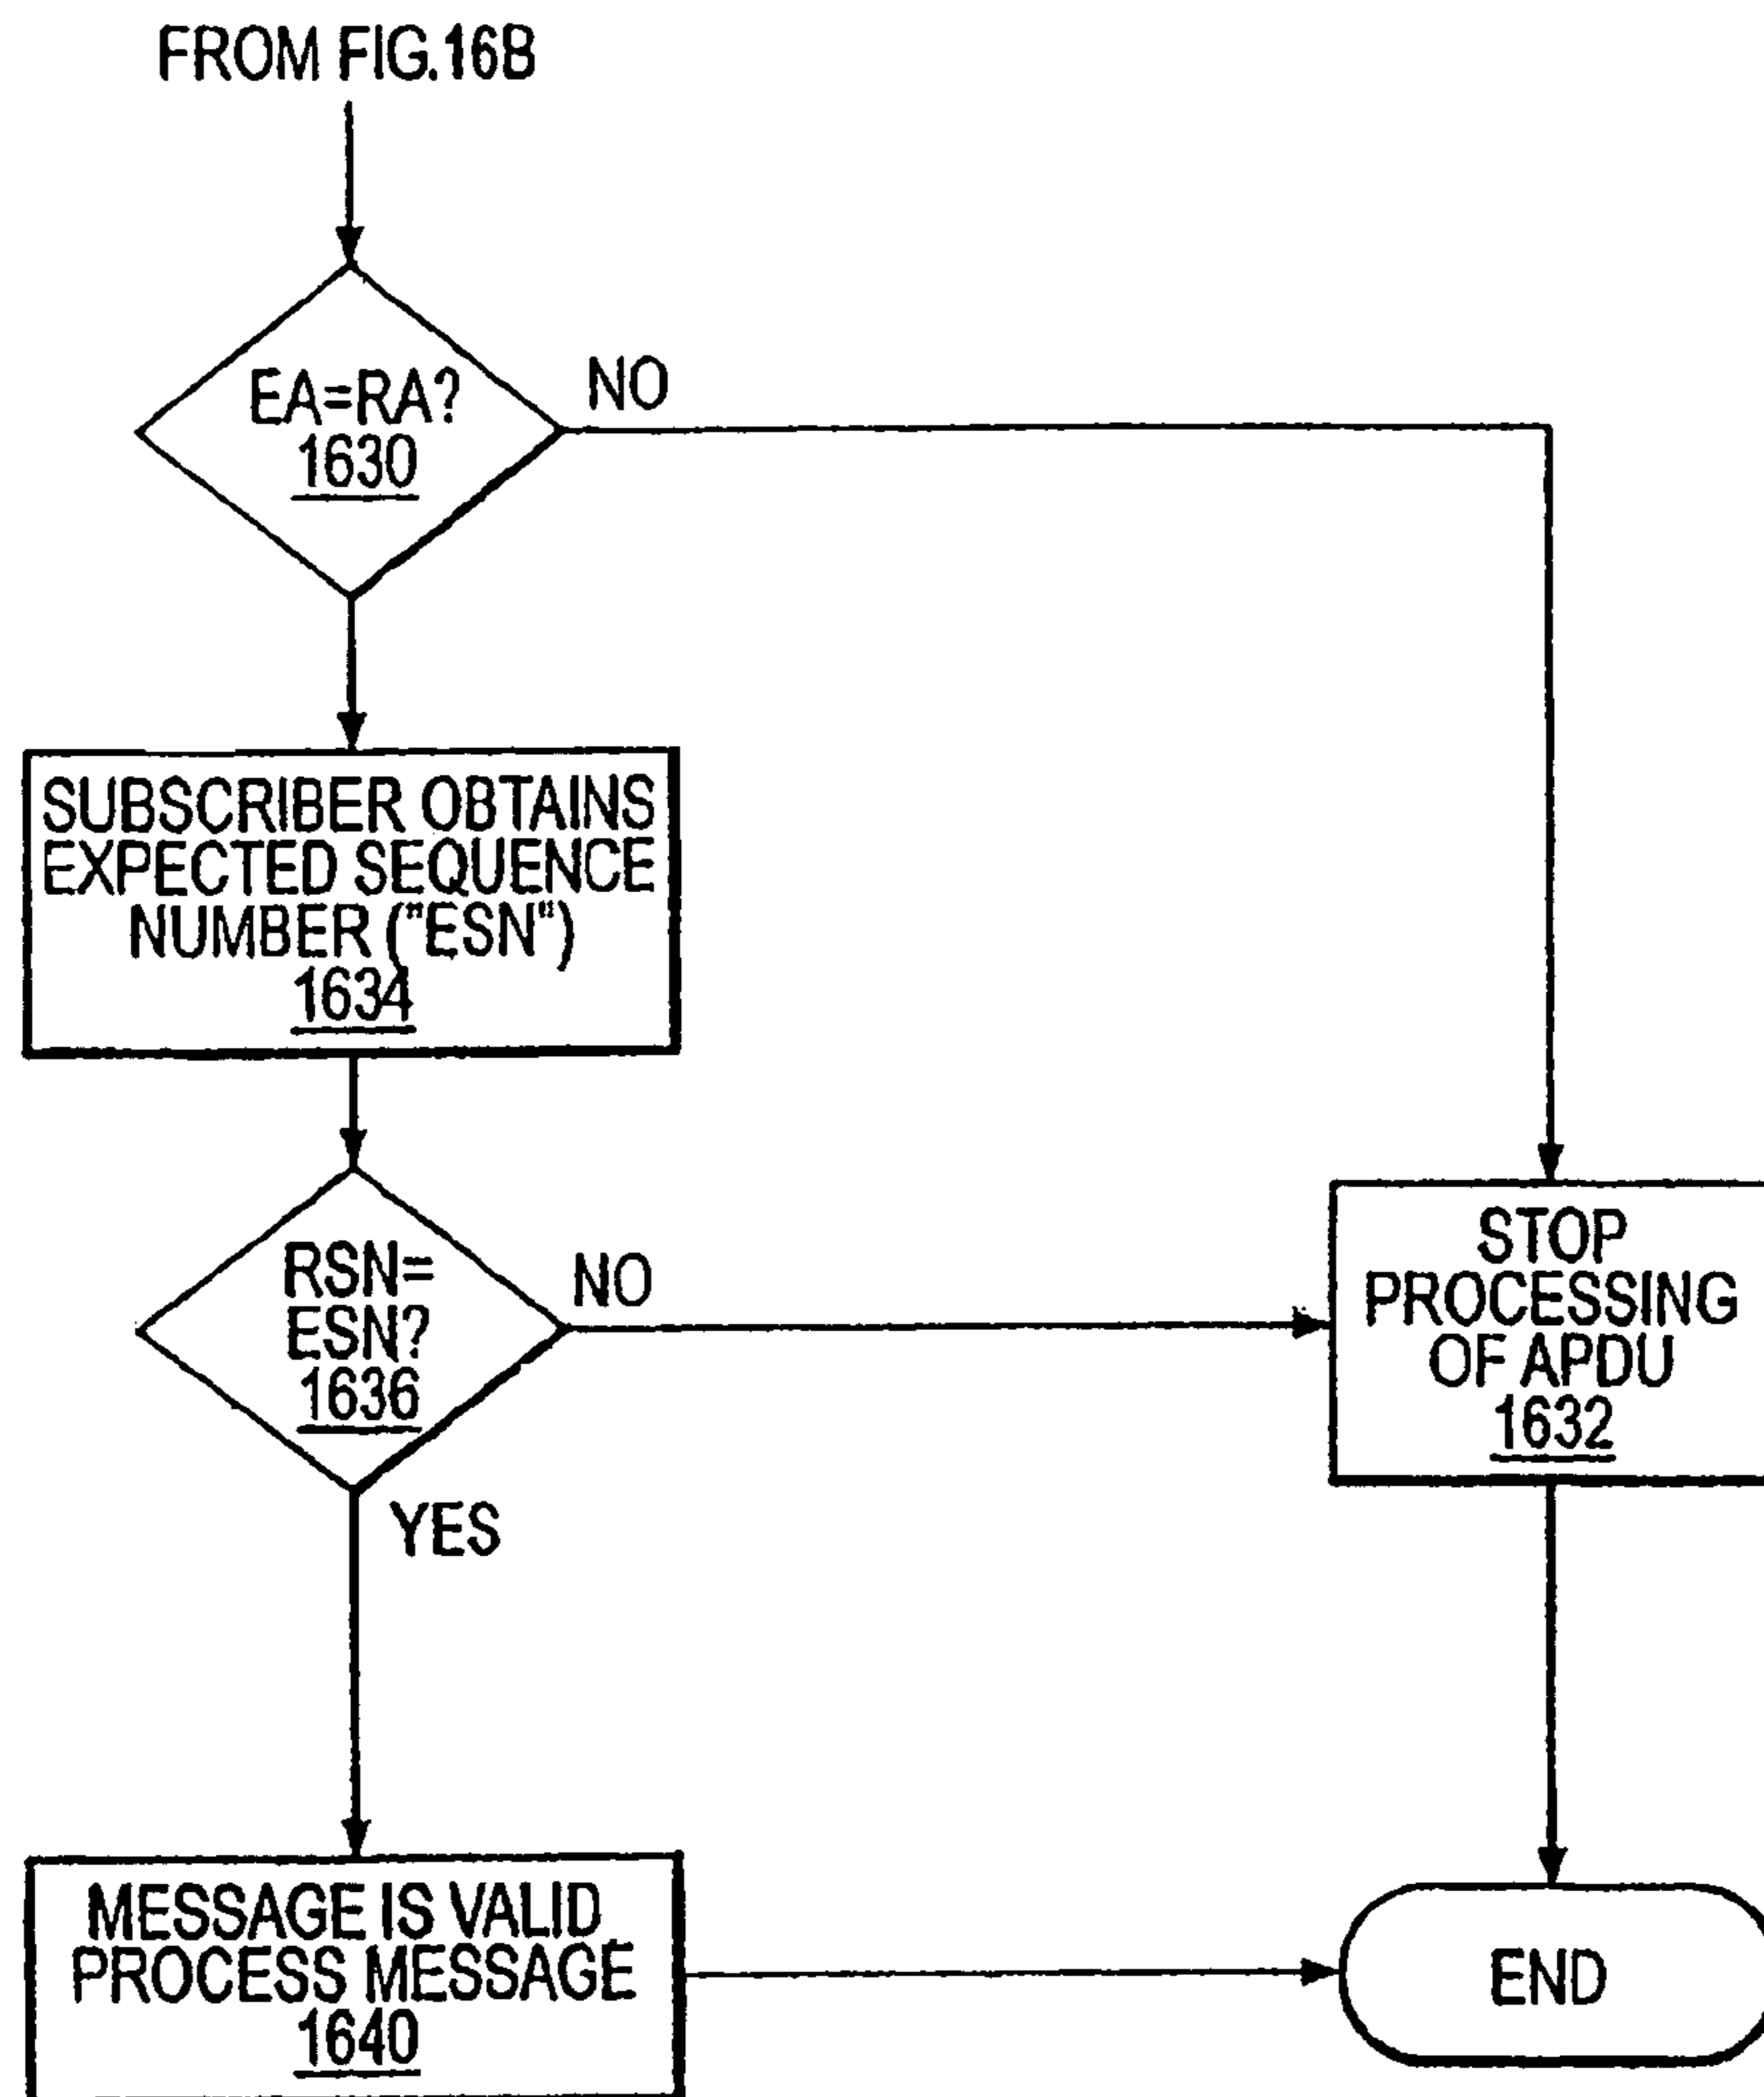 FROM FIG.16B
EA=RA?
1630
NO
SUBSCRIBER OBTAINS
EXPECTED SEQUENCE
NUMBER ("ESN")
1634
RSN=
ESN?
1636
NO
YES
STOP
PROCESSING
OF APDU
1632
MESSAGE IS VALID
PROCESS MESSAGE
1640
END